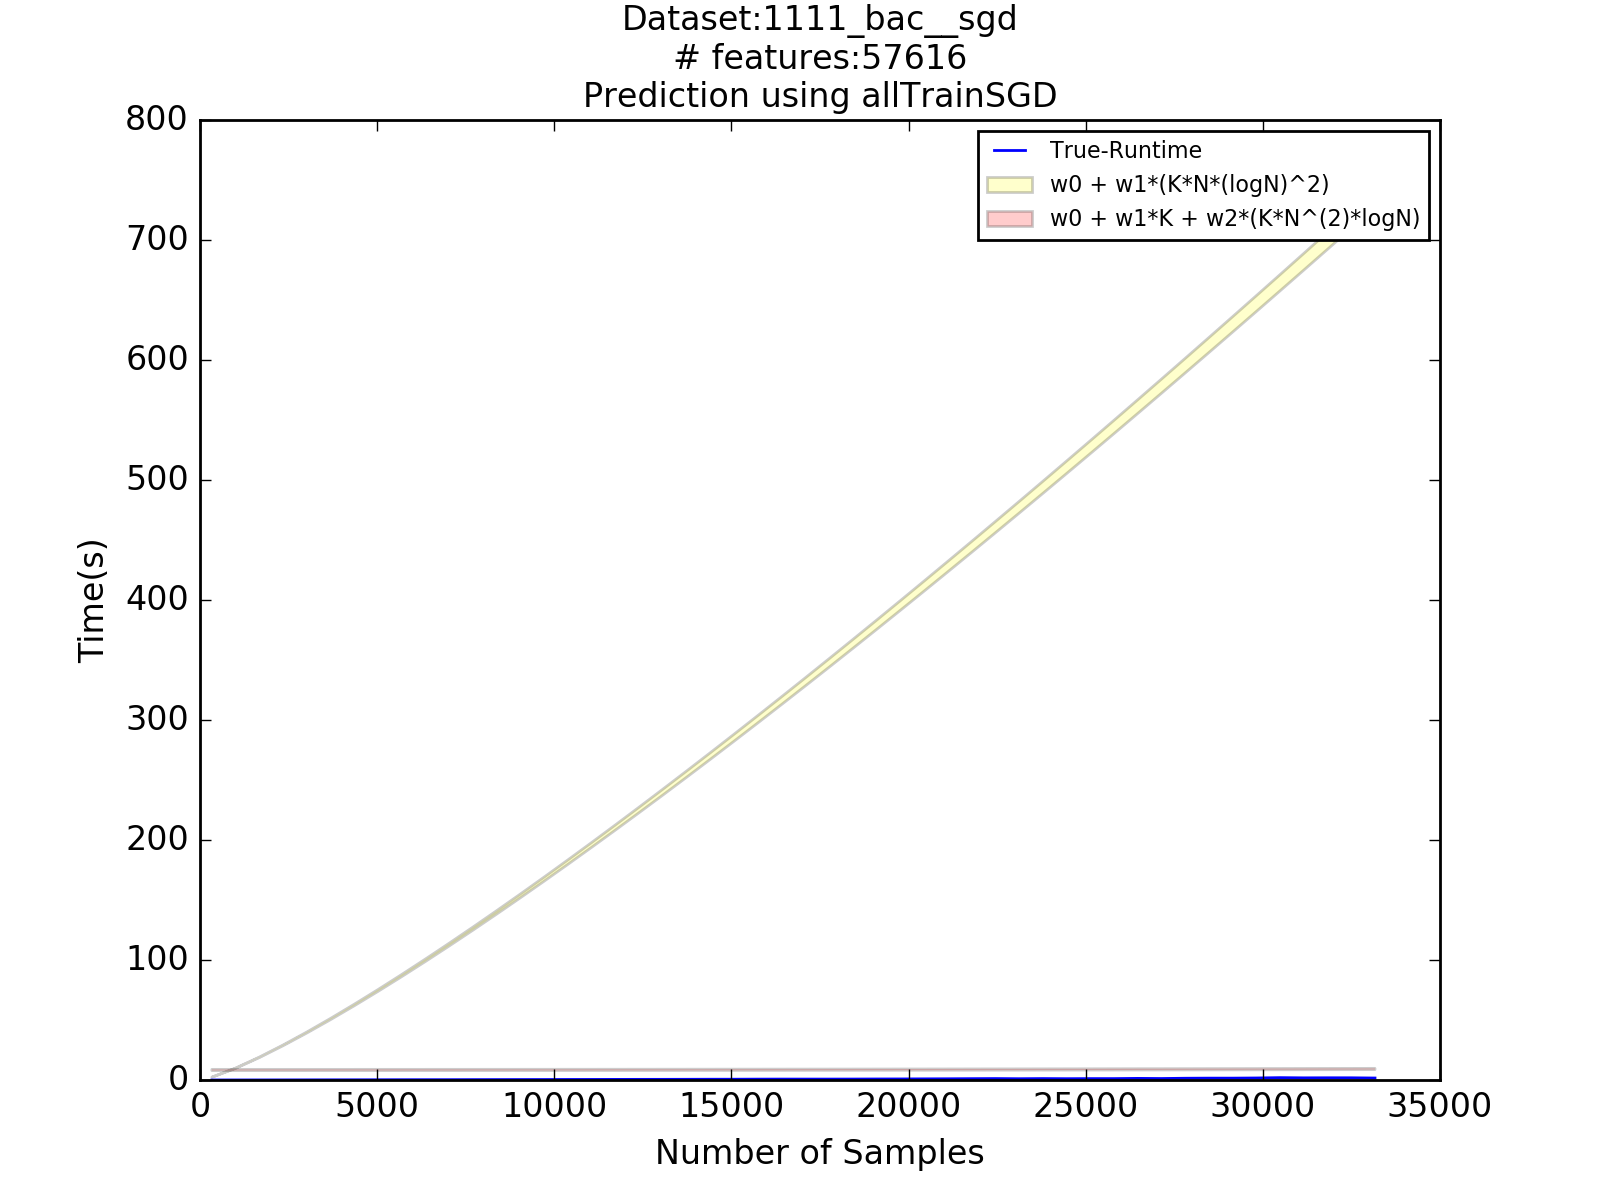 Dataset:1111_bac__sgd
# features:57616
Prediction using allTrainSGD
800
700
600
500
400
300
200
100
0
Time(s)
True-Runtime
w0 + w1*(K*N*(logN)^2)
w0 + w1*K + w2*(K*N^(2)*logN)
0 5000 10000 15000 20000 25000 30000 35000
Number of Samples